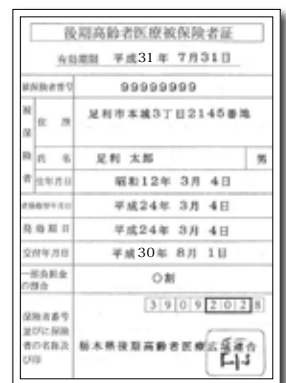 後期高齢者医療被保険者証
有効期限 平成31年 7月31日
被保険者番号 99999999
被保険者 住所 足利市本城3丁目2145番地
氏名 足利 太郎 男
生年月日 昭和12年 3月 4日
資格取得年月日 平成24年 3月 4日
発効期日 平成24年 3月 4日
交付年月日 平成30年 8月 1日
一部負担金の割合 〇割
保険者番号 39092028
並びに保険者の名称及び印 栃木県後期高齢者医療広域連合